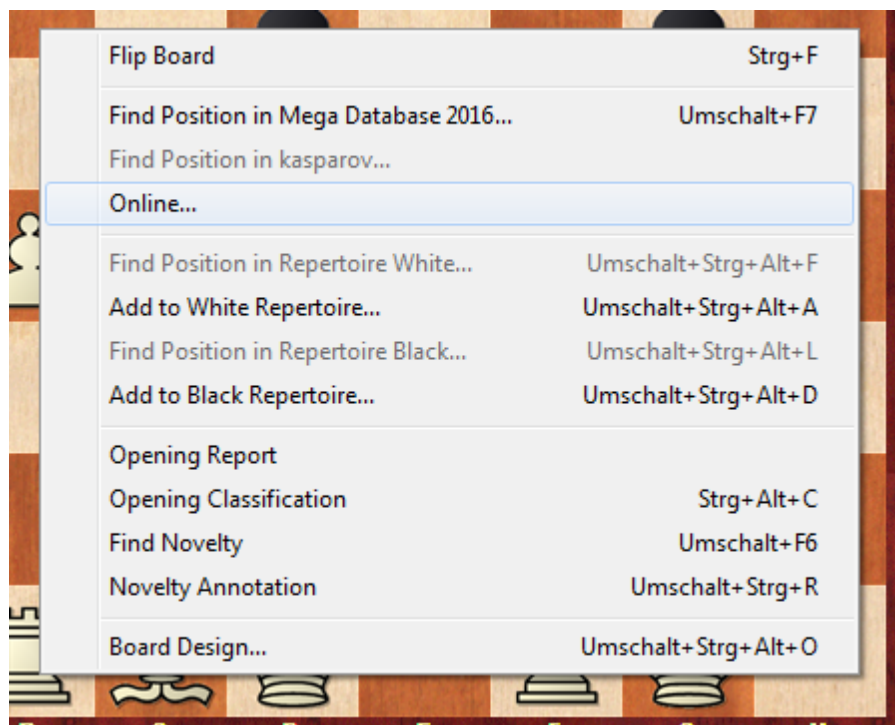 Flip Board Strg+F
Find Position in Mega Database 2016... Umschalt+F7
Find Position in kasparov...
Online...
Find Position in Repertoire White... Umschalt+Strg+Alt+F
Add to White Repertoire... Umschalt+Strg+Alt+A
Find Position in Repertoire Black... Umschalt+Strg+Alt+L
Add to Black Repertoire... Umschalt+Strg+Alt+D
Opening Report
Opening Classification Strg+Alt+C
Find Novelty Umschalt+F6
Novelty Annotation Umschalt+Strg+R
Board Design... Umschalt+Strg+Alt+O